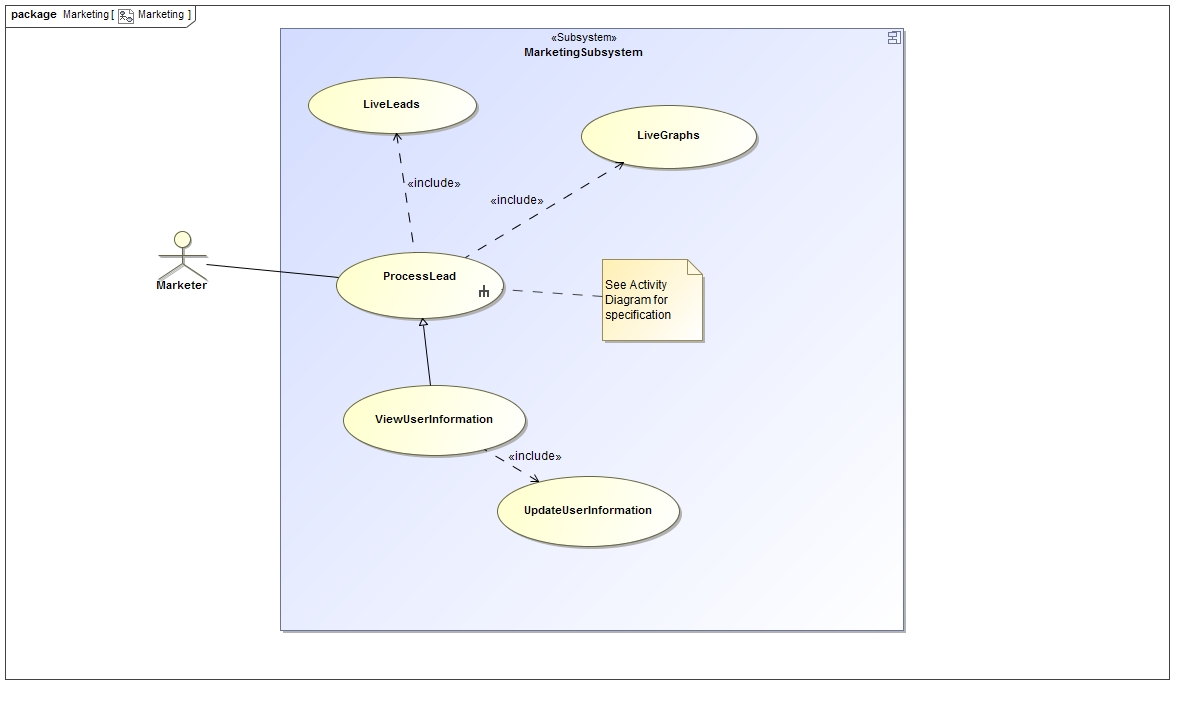 package Marketing [ Marketing ]
«Subsystem»
MarketingSubsystem
LiveLeads
LiveGraphs
«include»
«include»
Marketer
ProcessLead
See Activity
Diagram for
specification
ViewUserInformation
«include»
UpdateUserInformation